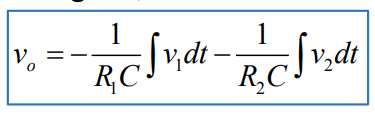 v_o = -\frac{1}{R_1 C} \int v_1 dt - \frac{1}{R_2 C} \int v_2 dt